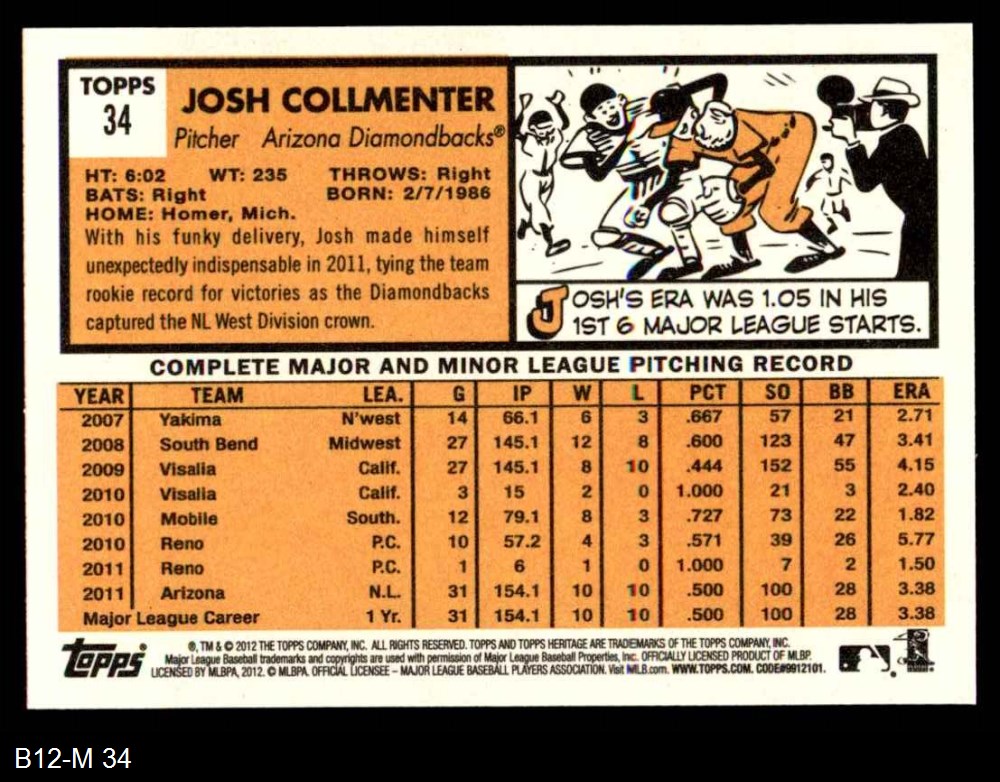 TOPPS
34
JOSH COLLMENTER
Pitcher Arizona Diamondbacks®
HT: 6:02 WT: 235 THROWS: Right
BATS: Right BORN: 2/7/1986
HOME: Homer, Mich.
With his funky delivery, Josh made himself
unexpectedly indispensable in 2011, tying the team
rookie record for victories as the Diamondbacks
captured the NL West Division crown.
JOSH'S ERA WAS 1.05 IN HIS
1ST 6 MAJOR LEAGUE STARTS.
COMPLETE MAJOR AND MINOR LEAGUE PITCHING RECORD
YEAR TEAM LEA. G IP W L PCT SO BB ERA
2007 Yakima N'west 14 66.1 6 3 .667 57 21 2.71
2008 South Bend Midwest 27 145.1 12 8 .600 123 47 3.41
2009 Visalia Calif. 27 145.1 8 10 .444 152 55 4.15
2010 Visalia Calif. 3 15 2 0 1.000 21 3 2.40
2010 Mobile South. 12 79.1 8 3 .727 73 22 1.82
2010 Reno P.C. 10 57.2 4 3 .571 39 26 5.77
2011 Reno P.C. 1 6 1 0 1.000 7 2 1.50
2011 Arizona N.L. 31 154.1 10 10 .500 100 28 3.38
Major League Career 1 Yr. 31 154.1 10 10 .500 100 28 3.38
Topps
®, TM & © 2012 THE TOPPS COMPANY, INC. ALL RIGHTS RESERVED. TOPPS AND TOPPS HERITAGE ARE TRADEMARKS OF THE TOPPS COMPANY, INC.
Major League Baseball trademarks and copyrights are used with permission of Major League Baseball Properties, Inc. OFFICIALLY LICENSED PRODUCT OF MLBP.
LICENSED BY MLBPA, 2012. © MLBPA. OFFICIAL LICENSEE – MAJOR LEAGUE BASEBALL PLAYERS ASSOCIATION. Visit MLB.com. WWW.TOPPS.COM. CODE#9912101.
B12-M 34